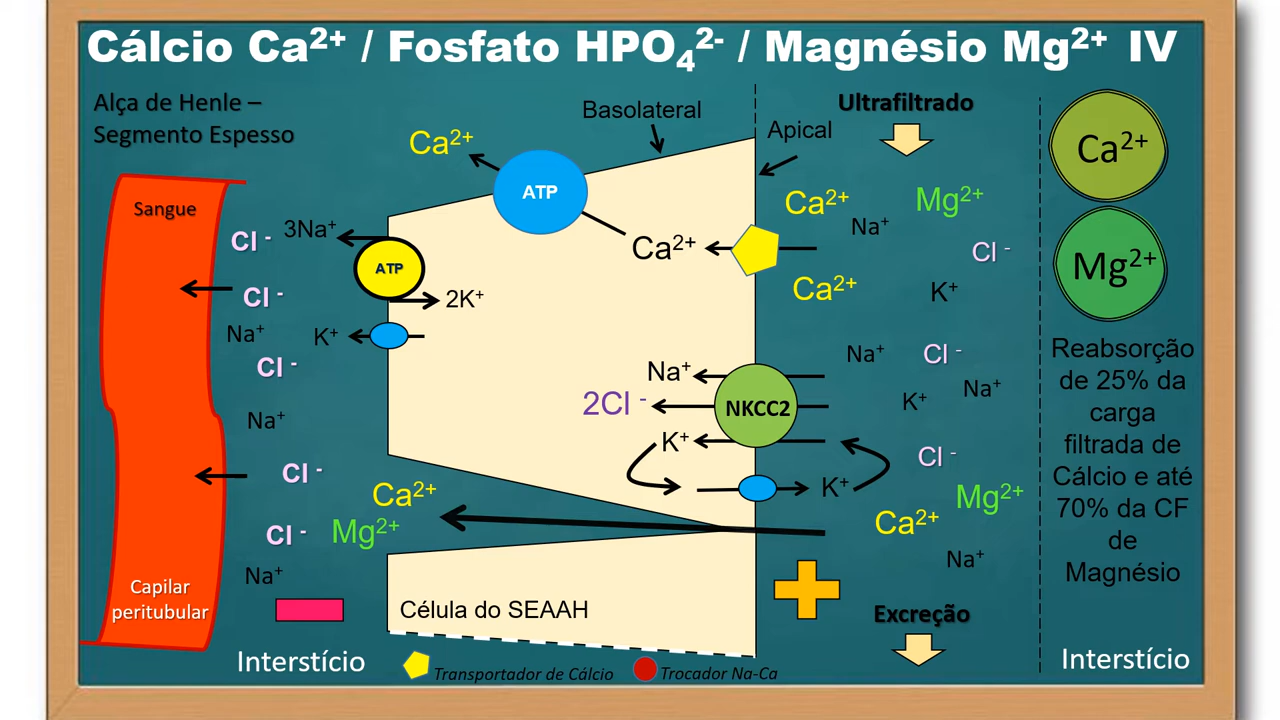 Cálcio Ca²⁺ / Fosfato HPO₄²⁻ / Magnésio Mg²⁺ IV
Alça de Henle –
Segmento Espesso
Basolateral
Apical
Ultrafiltrado
Ca²⁺
ATP
Ca²⁺
Ca²⁺
Mg²⁺
Na⁺
Cl ⁻
Ca²⁺
K⁺
Sangue
Cl ⁻
3Na⁺
ATP
2K⁺
Cl ⁻
Na⁺
K⁺
Cl ⁻
Na⁺
Cl ⁻
Ca²⁺
Cl ⁻
Mg²⁺
Na⁺
Capilar
peritubular
Interstício
Na⁺
2Cl ⁻
K⁺
NKCC2
K⁺
Na⁺
Cl ⁻
K⁺
Na⁺
Cl ⁻
Mg²⁺
Ca²⁺
Na⁺
Célula do SEAAH
Excreção
Transportador de Cálcio
Trocador Na-Ca
Ca²⁺
Mg²⁺
Reabsorção
de 25% da
carga
filtrada de
Cálcio e até
70% da CF
de
Magnésio
Interstício